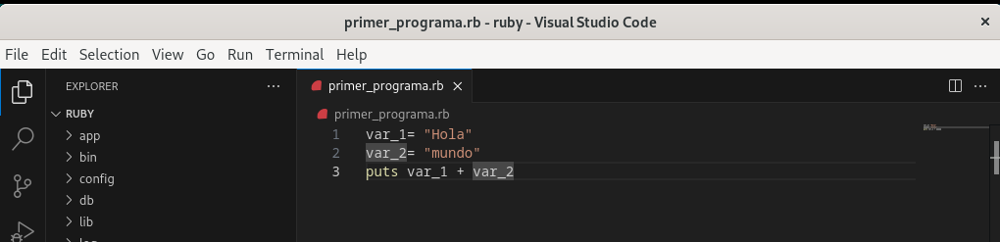 primer_programa.rb - ruby - Visual Studio Code
File Edit Selection View Go Run Terminal Help
EXPLORER
RUBY
app
bin
config
db
lib
primer_programa.rb
primer_programa.rb
1 var_1= "Hola"
2 var_2= "mundo"
3 puts var_1 + var_2